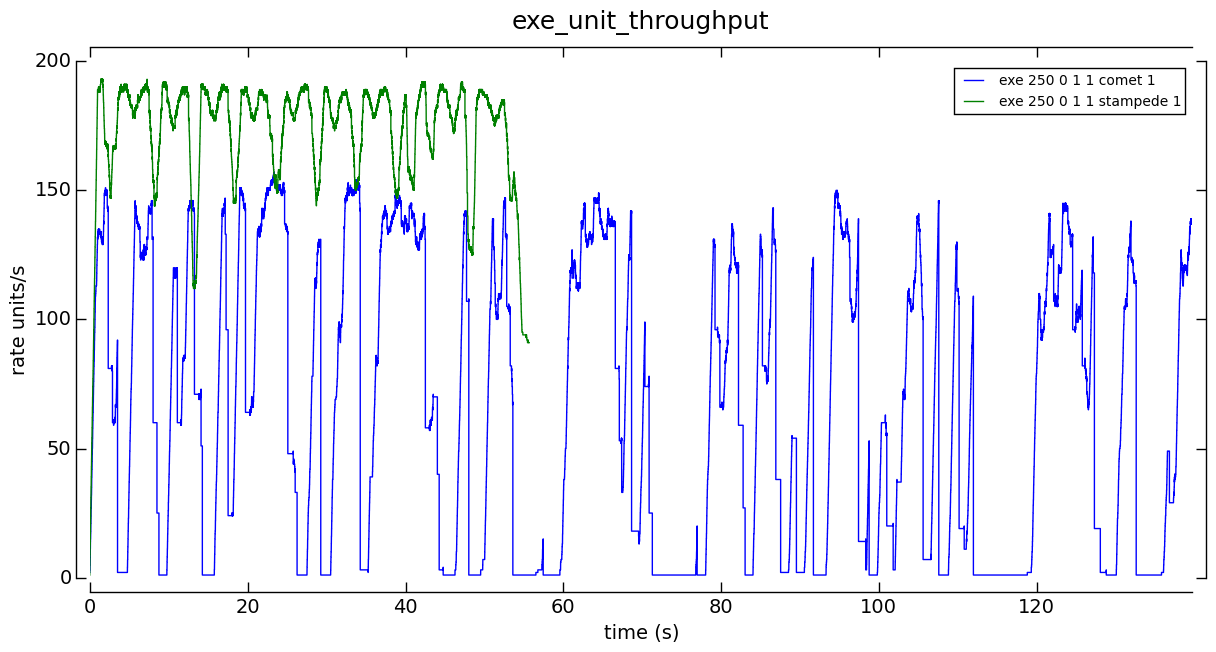 exe_unit_throughput
exe 250 0 1 1 comet 1
exe 250 0 1 1 stampede 1
rate units/s
200
150
100
50
0
0 20 40 60 80 100 120
time (s)